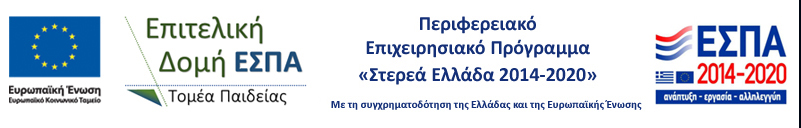 Ευρωπαϊκή Ένωση
Ευρωπαϊκό Κοινωνικό Ταμείο
Επιτελική
Δομή ΕΣΠΑ
Τομέα Παιδείας
Περιφερειακό
Επιχειρησιακό Πρόγραμμα
«Στερεά Ελλάδα 2014-2020»
Με τη συγχρηματοδότηση της Ελλάδας και της Ευρωπαϊκής Ένωσης
ΕΣΠΑ
2014-2020
ανάπτυξη - εργασία - αλληλεγγύη